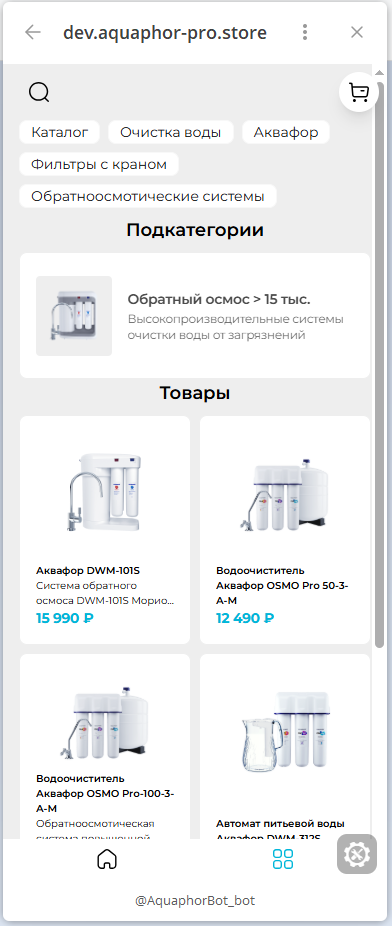 dev.aquaphor-pro.store
Каталог
Очистка воды
Аквафор
Фильтры с краном
Обратноосмотические системы
Подкатегории
Обратный осмос > 15 тыс.
Высокопроизводительные системы
очистки воды от загрязнений
Товары
Аквафор DWM-101S
Система обратного
осмоса DWM-101S Морио...
15 990 ₽
Водоочиститель
Аквафор OSMO Pro 50-3-
А-М
12 490 ₽
Водоочиститель
Аквафор OSMO Pro-100-3-
А-М
Обратноосмотическая
система повышенной
Автомат питьевой воды
Аквафор DWM-312S
@AquaphorBot_bot